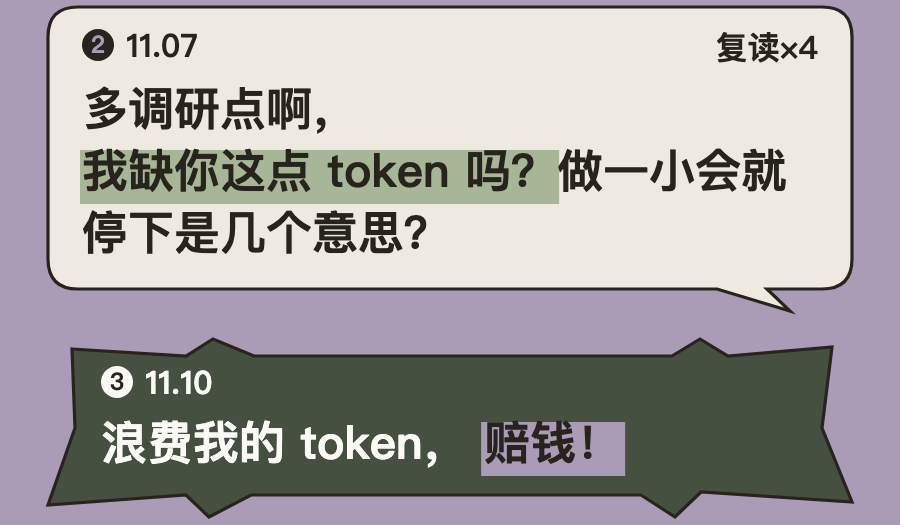 2 11.07 复读×4
多调研点啊，
我缺你这点 token 吗？做一小会就
停下是几个意思？
3 11.10
浪费我的 token， 赔钱！